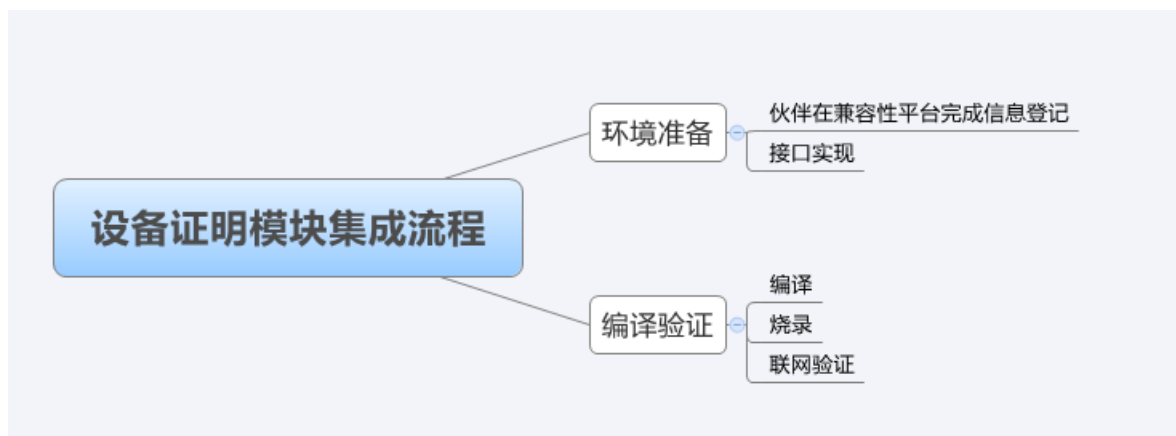 设备证明模块集成流程
环境准备
伙伴在兼容性平台完成信息登记
接口实现
编译验证
编译
烧录
联网验证